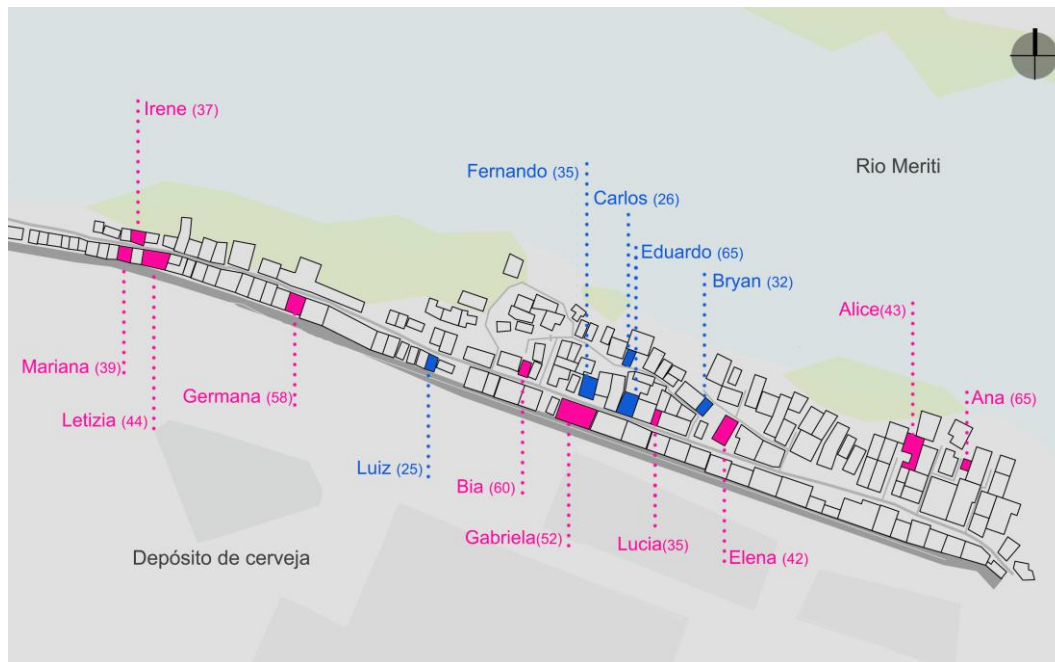 Irene (37)
Fernando (35)
Rio Meriti
Carlos (26)
Eduardo (65)
Bryan (32)
Alice(43)
Mariana (39)
Germana (58)
Ana (65)
Letizia (44)
Luiz (25)
Bia (60)
Gabriela(52)
Lucia(35)
Elena (42)
Depósito de cerveja